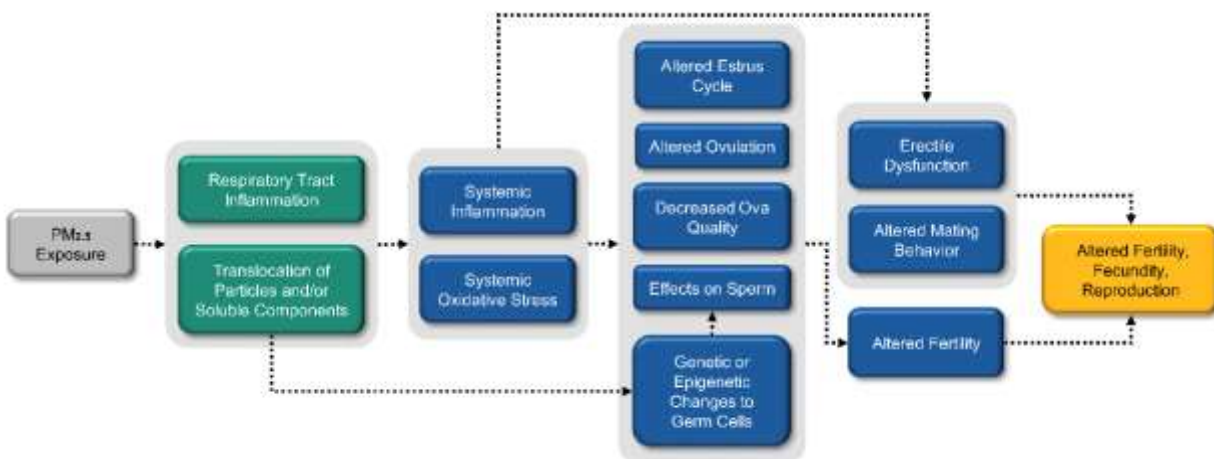 PM2.5
Exposure
Respiratory Tract
Inflammation
Translocation of
Particles and/or
Soluble Components
Systemic
Inflammation
Systemic
Oxidative Stress
Altered Estrus
Cycle
Altered Ovulation
Decreased Ova
Quality
Effects on Sperm
Genetic or
Epigenetic
Changes to
Germ Cells
Erectile
Dysfunction
Altered Mating
Behavior
Altered Fertility
Altered Fertility,
Fecundity,
Reproduction